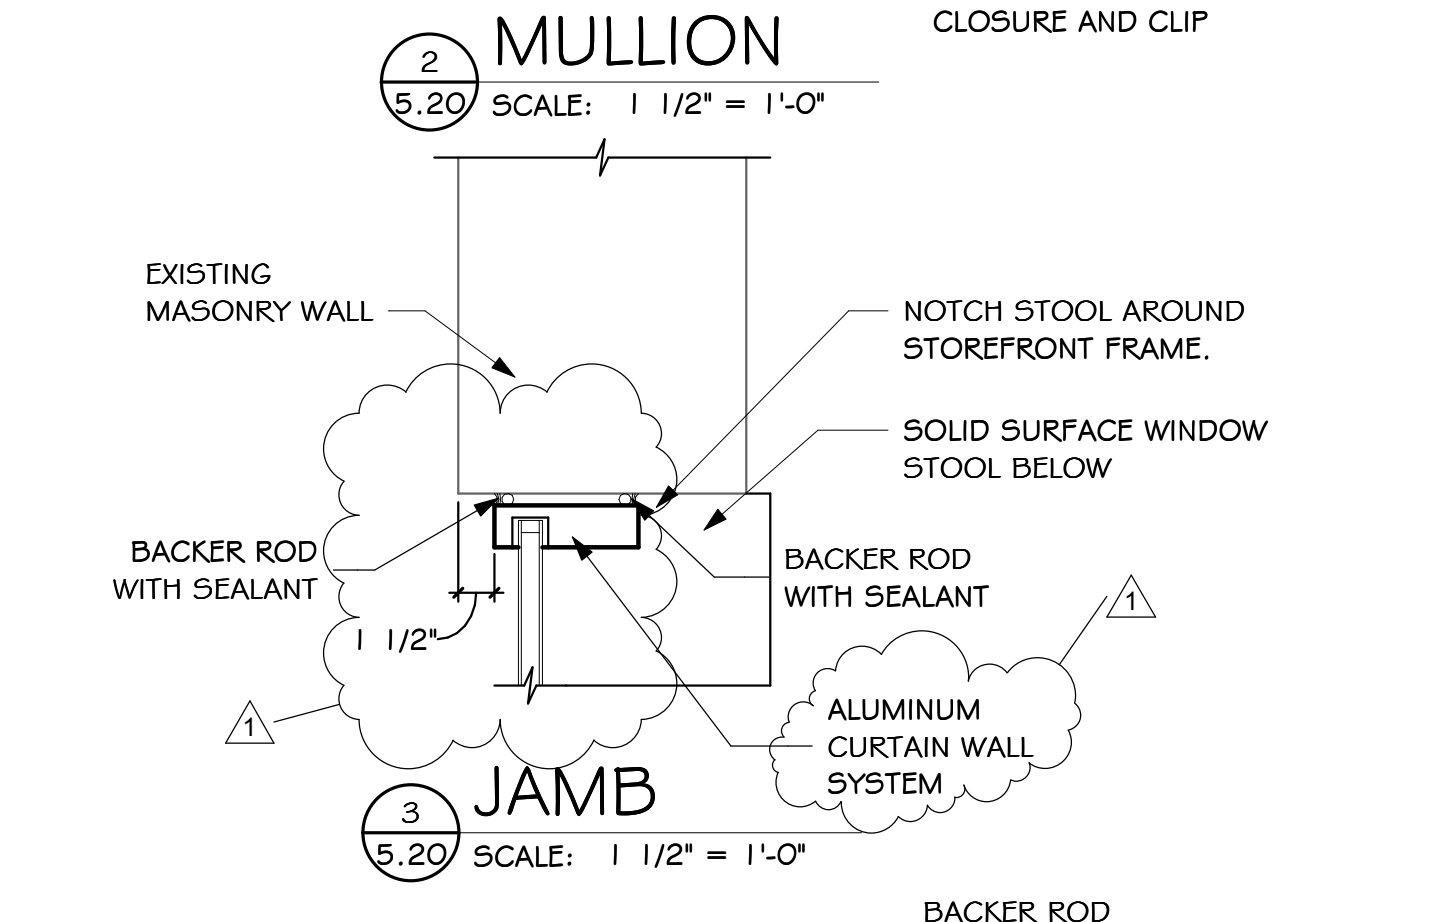 CLOSURE AND CLIP
2
MULLION
5.20
SCALE: 1 1/2" = 1'-0"
EXISTING
MASONRY WALL
NOTCH STOOL AROUND
STOREFRONT FRAME.
SOLID SURFACE WINDOW
STOOL BELOW
BACKER ROD
WITH SEALANT
BACKER ROD
WITH SEALANT
1 1/2"
1
1
ALUMINUM
CURTAIN WALL
SYSTEM
3
JAMB
5.20
SCALE: 1 1/2" = 1'-0"
BACKER ROD